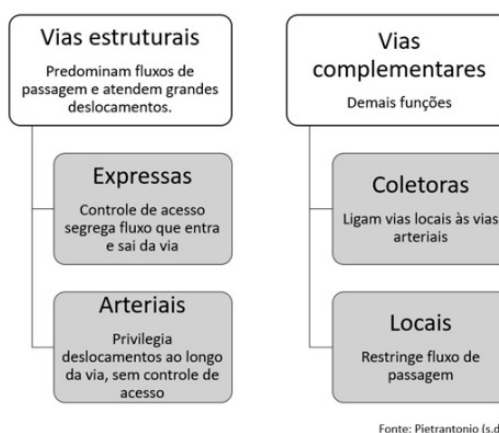 Vias estruturais
Predominam fluxos de
passagem e atendem grandes
deslocamentos.
Expressas
Controle de acesso
segrega fluxo que entra
e sai da via
Arteriais
Privilegia
deslocamentos ao longo
da via, sem controle de
acesso
Vias
complementares
Demais funções
Coletoras
Ligam vias locais às vias
arteriais
Locais
Restringe fluxo de
passagem
Fonte: Pietrantonio (s.d